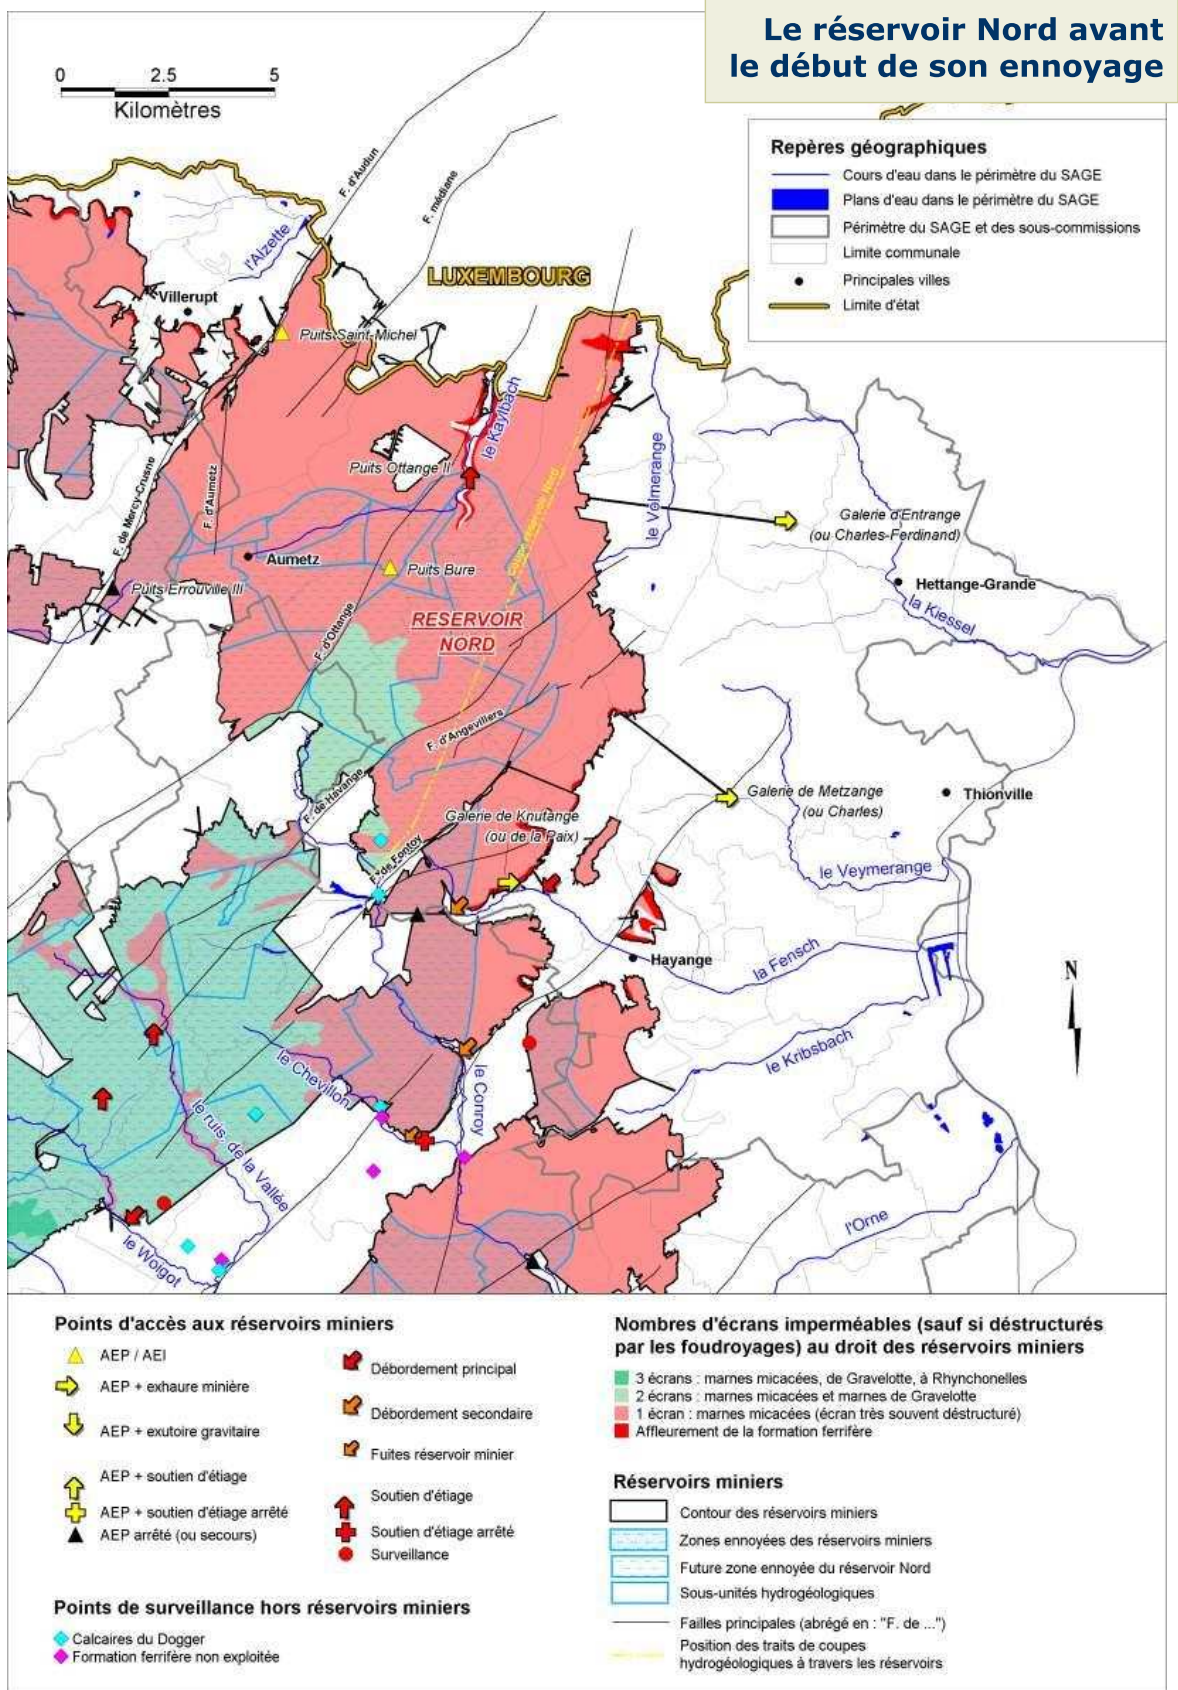 Le réservoir Nord avant
le début de son ennoyage
0 2.5 5
Kilomètres
Repères géographiques
Cours d'eau dans le périmètre du SAGE
Plans d'eau dans le périmètre du SAGE
Périmètre du SAGE et des sous-commissions
Limite communale
Principales villes
Limite d'état
F. d'Audun
F. médiane
l'Alzette
LUXEMBOURG
Villerupt
Puits Saint-Michel
le Kaylbach
Puits Ottange II
le Volmerange
F. de Mercy-Crusne
F. d'Aumetz
Coupe réservoir Nord
Galerie d'Entrange
(ou Charles-Ferdinand)
Aumetz
Puits Bure
Hettange-Grande
Puits Errouville III
la Kiessel
RESERVOIR
NORD
F. d'Ottange
F. d'Angevillers
F. de Havange
Galerie de Metzange
(ou Charles)
Thionville
Galerie de Knutange
(ou de la Paix)
F. de Fontoy
le Veymerange
Hayange
la Fensch
N
le Kribsbach
le Chevillon
le Conroy
le ruis. de la Vallée
l'Orne
le Woigot
Points d'accès aux réservoirs miniers
AEP / AEI
AEP + exhaure minière
AEP + exutoire gravitaire
AEP + soutien d'étiage
AEP + soutien d'étiage arrêté
AEP arrêté (ou secours)
Débordement principal
Débordement secondaire
Fuites réservoir minier
Soutien d'étiage
Soutien d'étiage arrêté
Surveillance
Points de surveillance hors réservoirs miniers
Calcaires du Dogger
Formation ferrifère non exploitée
Nombres d'écrans imperméables (sauf si déstructurés
par les foudroyages) au droit des réservoirs miniers
3 écrans : marnes micacées, de Gravelotte, à Rhynchonelles
2 écrans : marnes micacées et marnes de Gravelotte
1 écran : marnes micacées (écran très souvent déstructuré)
Affleurement de la formation ferrifère
Réservoirs miniers
Contour des réservoirs miniers
Zones ennoyées des réservoirs miniers
Future zone ennoyée du réservoir Nord
Sous-unités hydrogéologiques
Failles principales (abrégé en : "F. de ...")
Position des traits de coupes
hydrogéologiques à travers les réservoirs